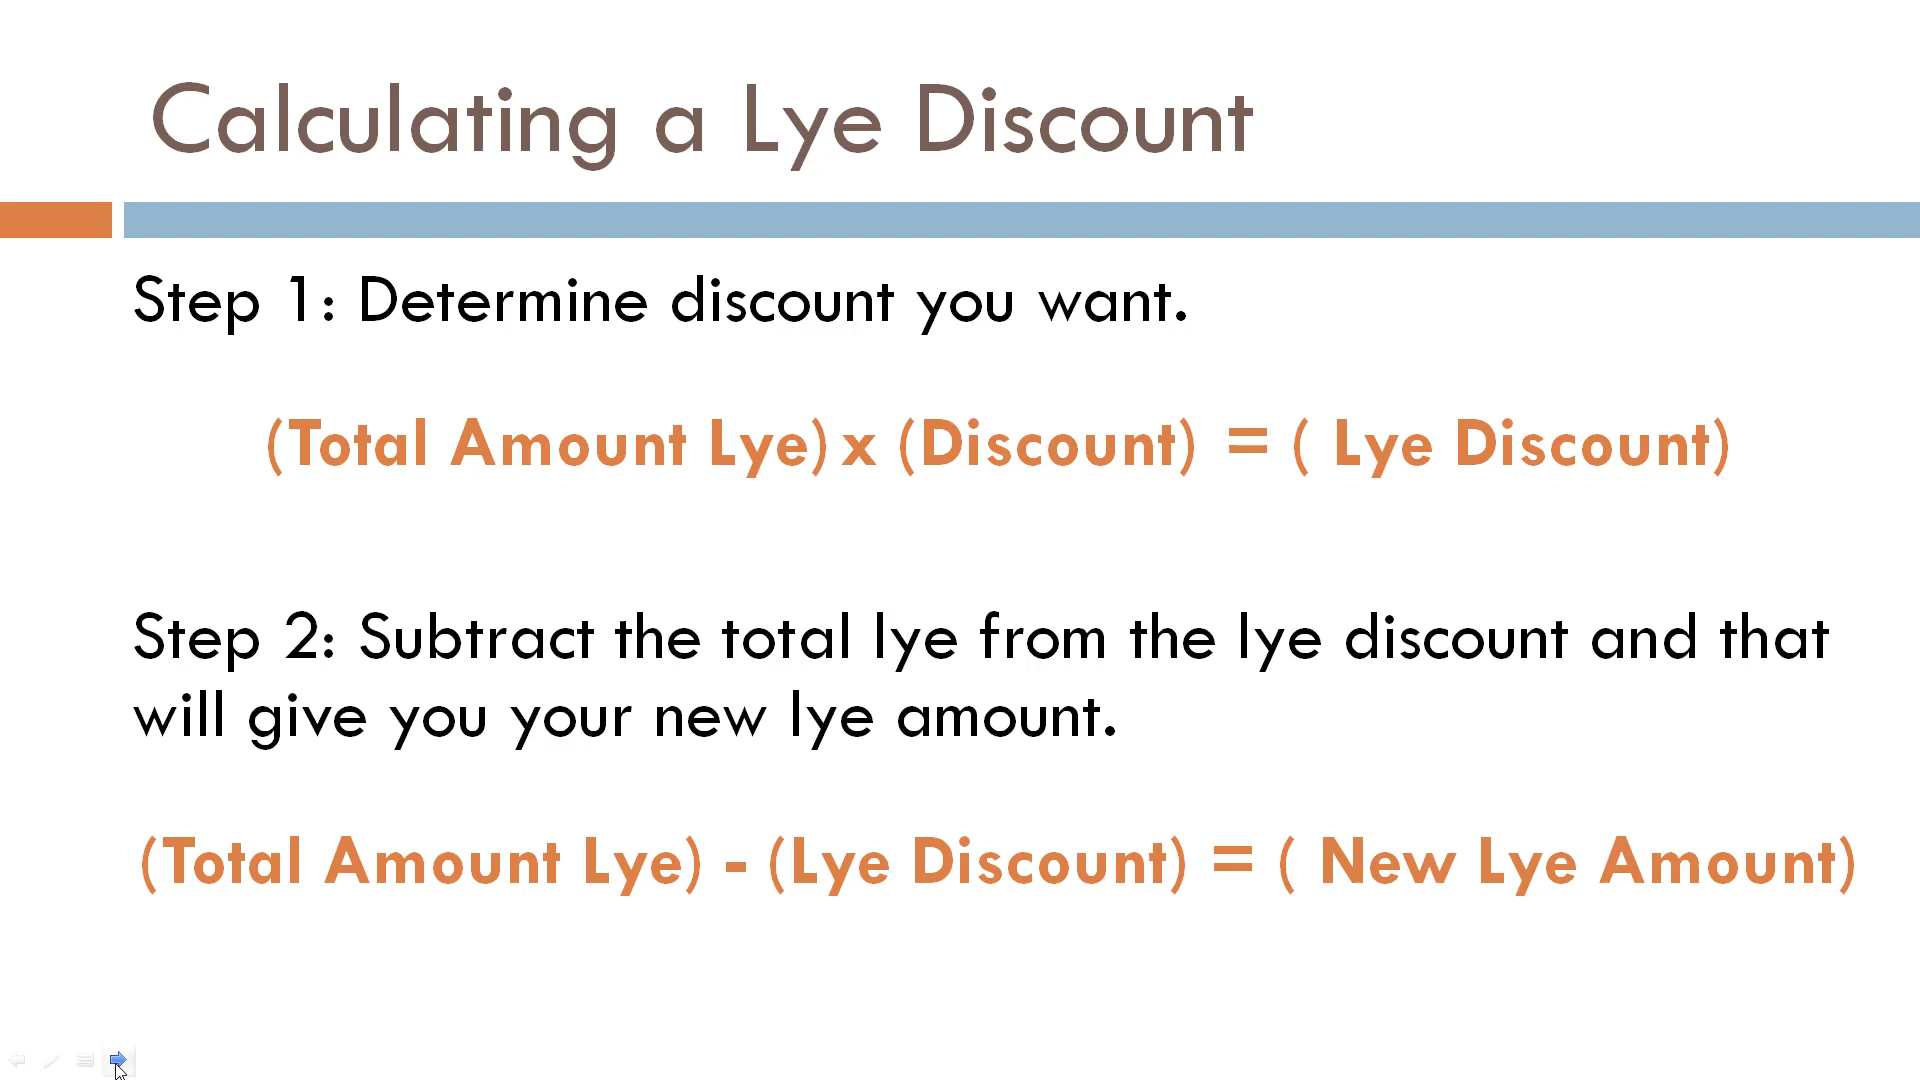 Calculating a Lye Discount
Step 1: Determine discount you want.
(Total Amount Lye) x (Discount) = ( Lye Discount)
Step 2: Subtract the total lye from the lye discount and that
will give you your new lye amount.
(Total Amount Lye) - (Lye Discount) = ( New Lye Amount)